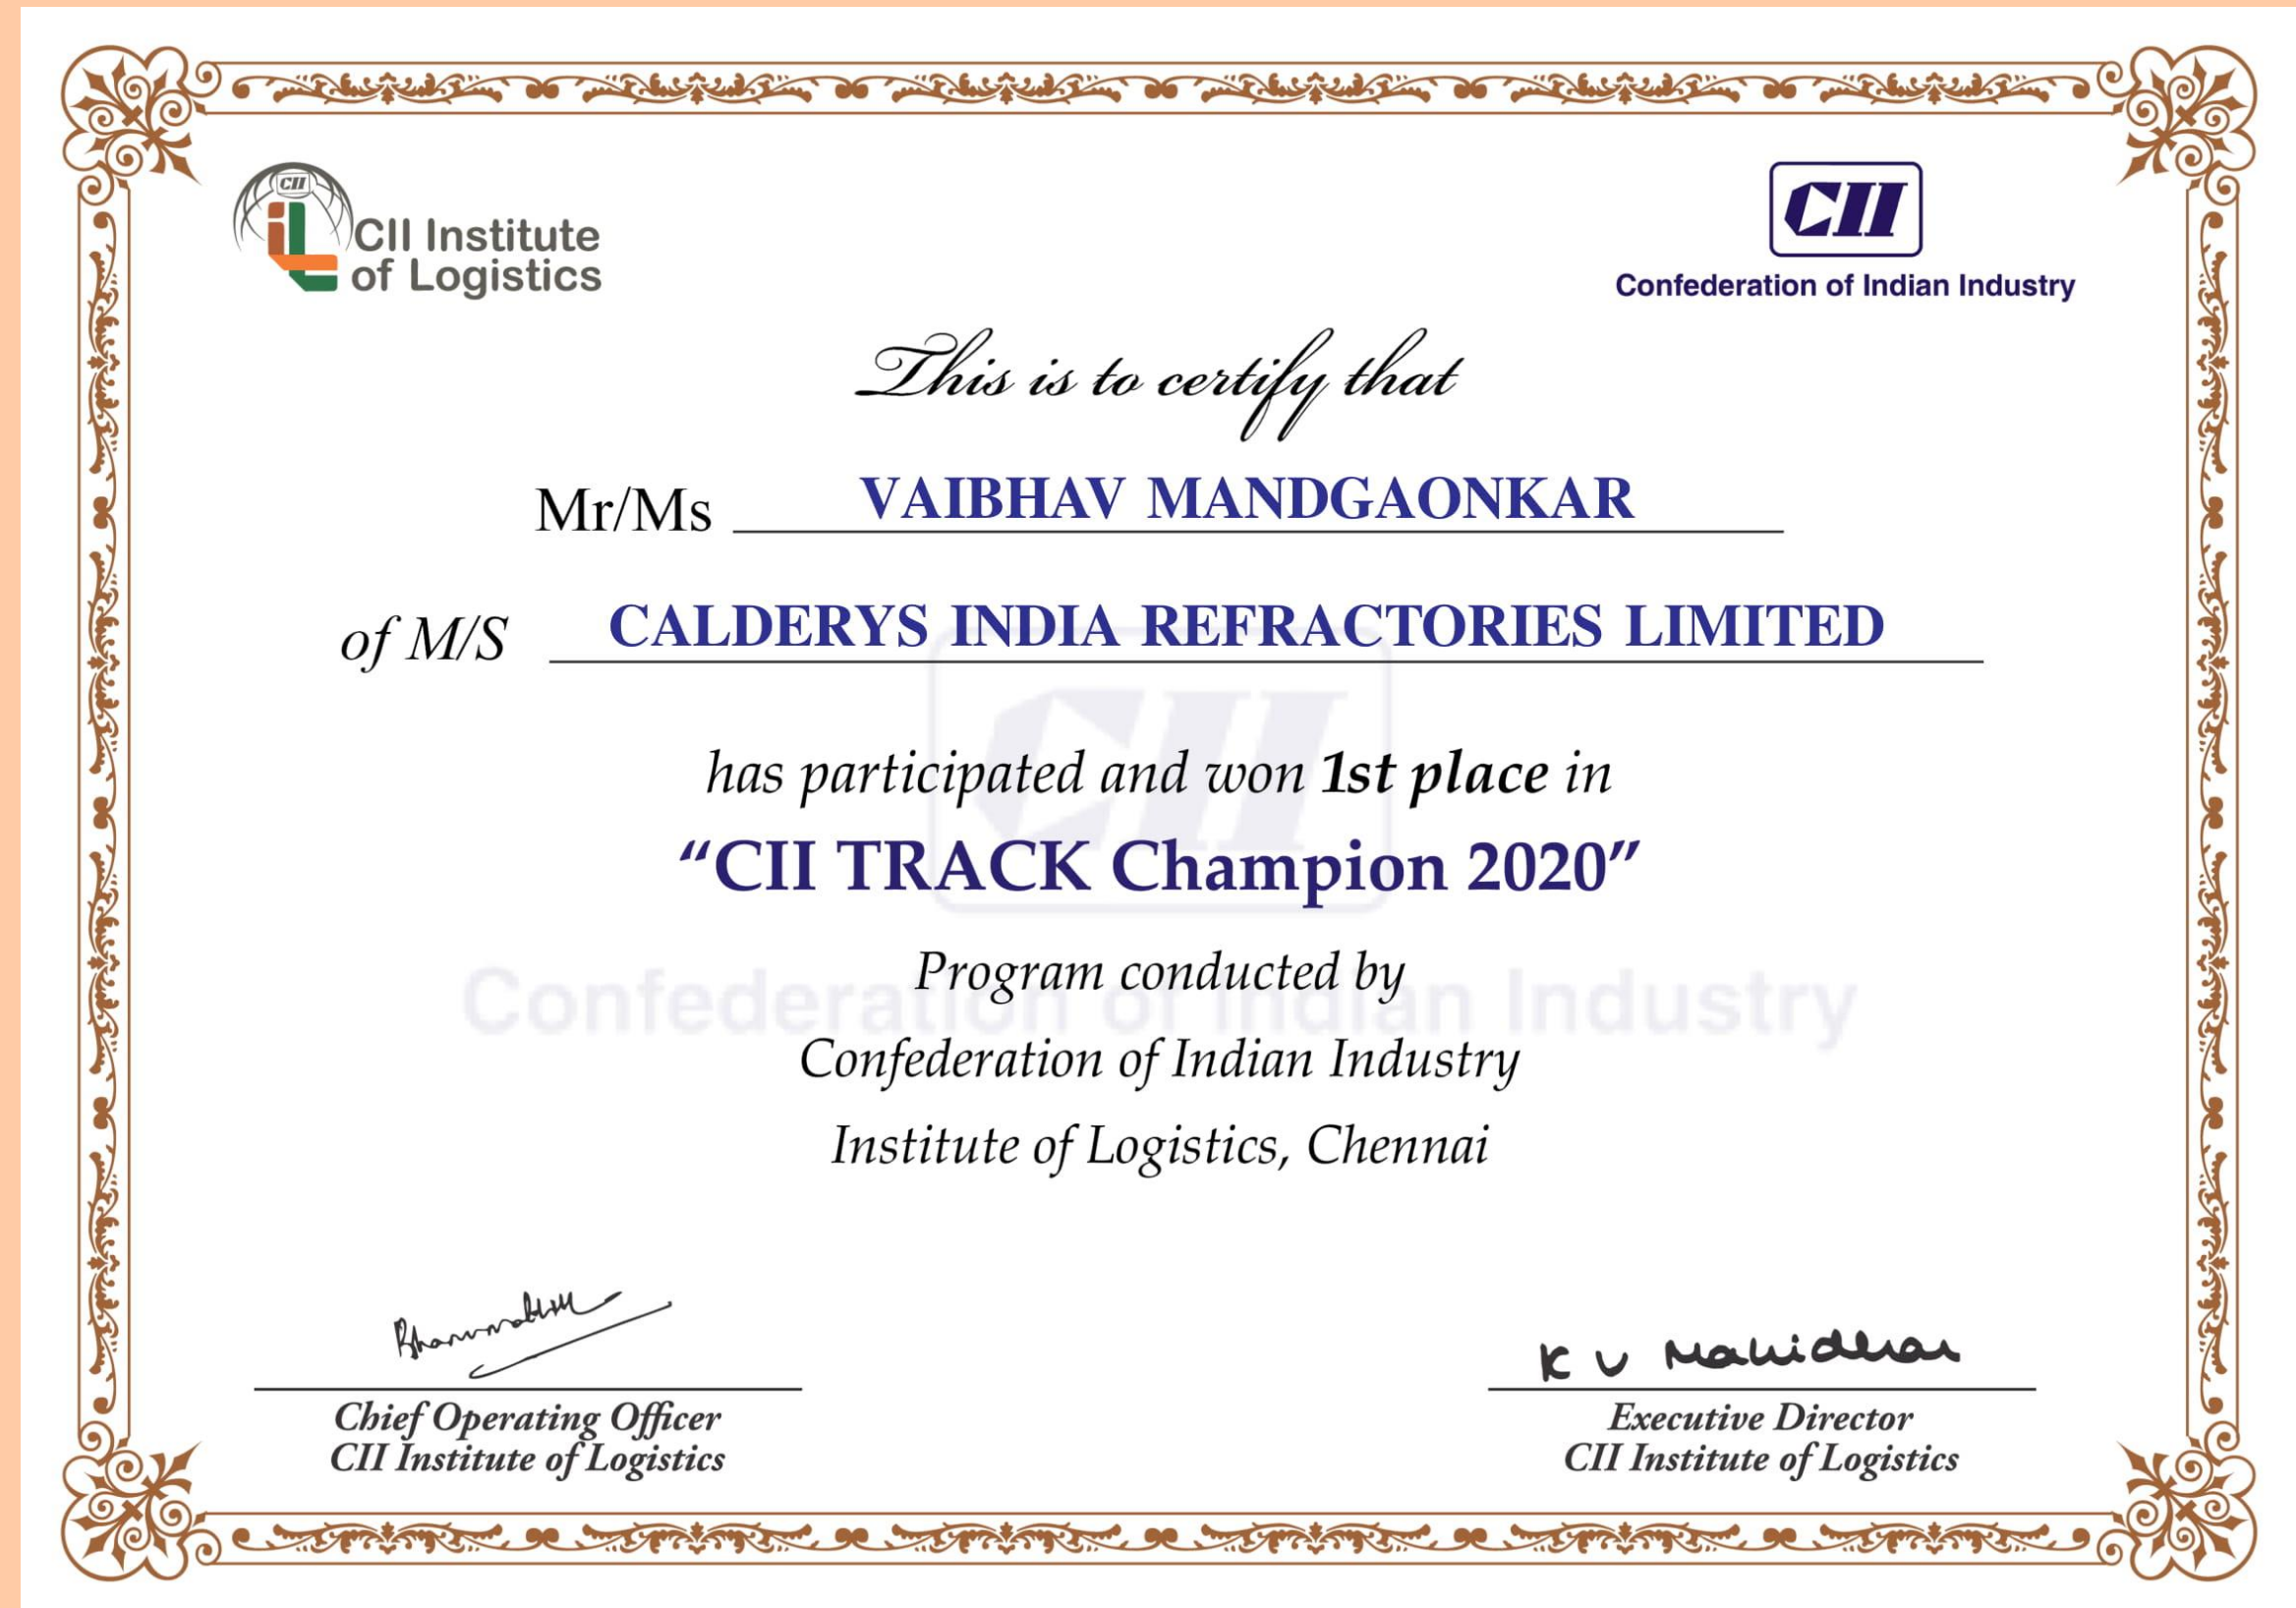 CII
CII Institute
of Logistics
CII
Confederation of Indian Industry
This is to certify that
Mr/Ms VAIBHAV MANDGAONKAR
of M/S CALDERYS INDIA REFRACTORIES LIMITED
has participated and won 1st place in
“CII TRACK Champion 2020”
Program conducted by
Confederation of Indian Industry
Institute of Logistics, Chennai
CII
Confederation of Indian Industry
K V Mahidhar
Chief Operating Officer
CII Institute of Logistics
Executive Director
CII Institute of Logistics